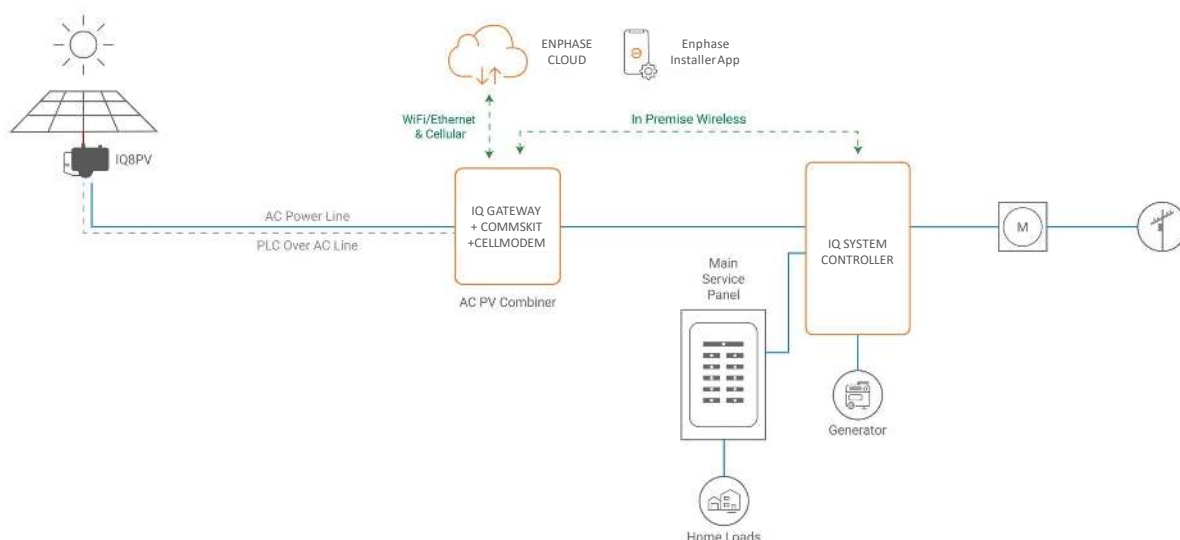 ENPHASE
CLOUD
Enphase
Installer App
WiFi/Ethernet
& Cellular
In Premise Wireless
IQ8PV
AC Power Line
PLC Over AC Line
IQ GATEWAY
+ COMMSKIT
+CELLMODEM
AC PV Combiner
IQ SYSTEM
CONTROLLER
M
Main
Service
Panel
Generator
Home Loads